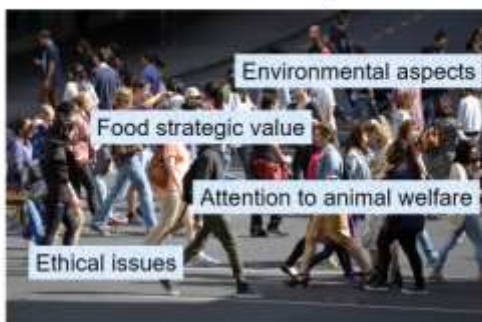 Environmental aspects
Food strategic value
Attention to animal welfare
Ethical issues